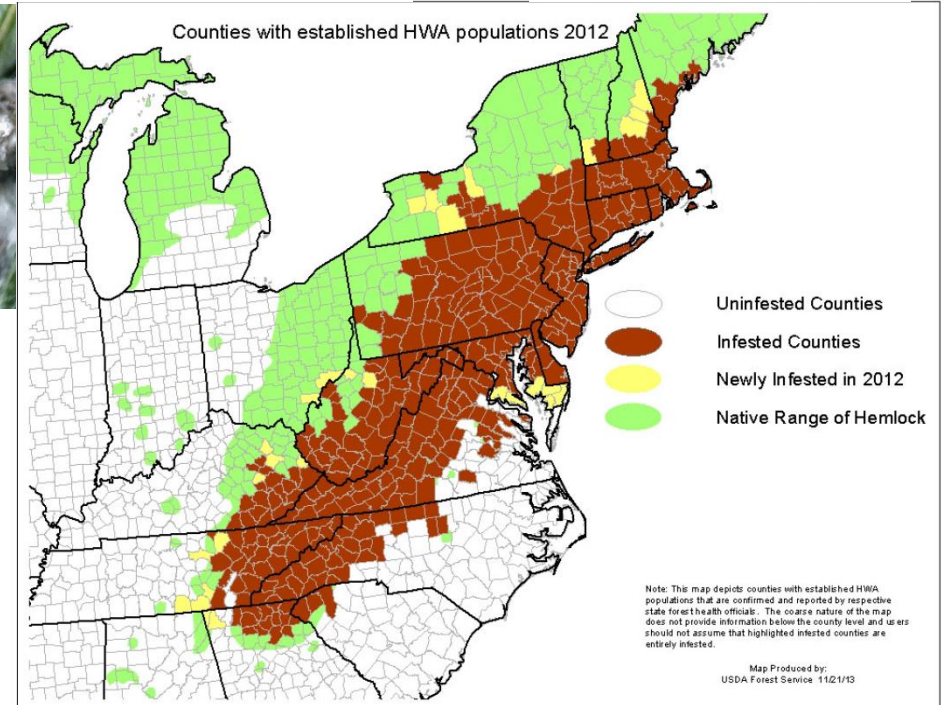 Counties with established HWA populations 2012
Uninfested Counties
Infested Counties
Newly Infested in 2012
Native Range of Hemlock
Note: This map depicts counties with established HWA
populations that are confirmed and reported by respective
state forest health officials. The coarse nature of the map
does not provide information below the county level and users
should not assume that highlighted infested counties are
entirely infested.
Map Produced by:
USDA Forest Service 11/21/13